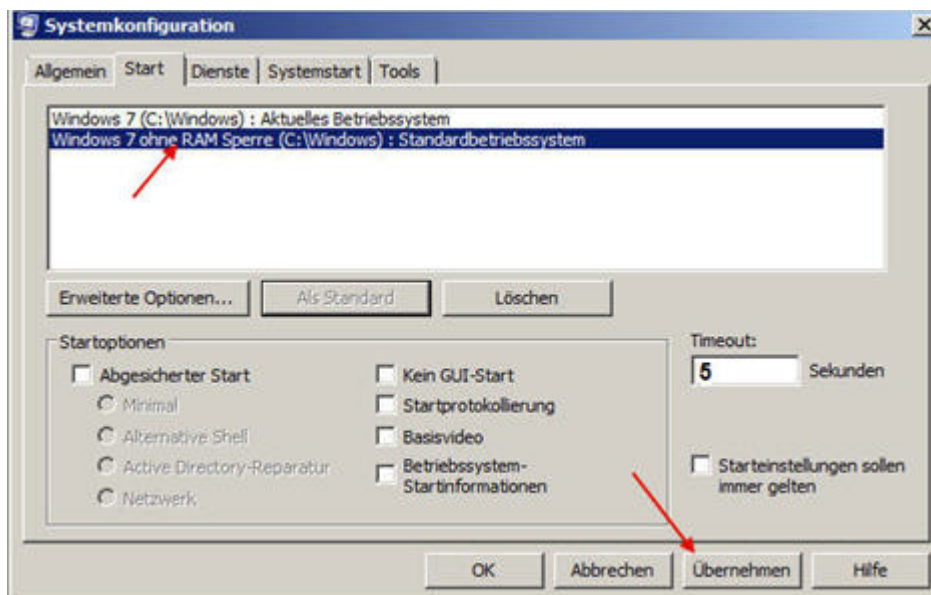 Systemkonfiguration
Allgemein Start Dienste Systemstart Tools
Windows 7 (C:\Windows) : Aktuelles Betriebssystem
Windows 7 ohne RAM Sperre (C:\Windows) : Standardbetriebssystem
Erweiterte Optionen... Als Standard Löschen
Startoptionen
Abgesicherter Start
Minimal
Alternative Shell
Active Directory-Reparatur
Netzwerk
Kein GUI-Start
Startprotokollierung
Basisvideo
Betriebssystem-
Startinformationen
Timeout:
5 Sekunden
Starteinstellungen sollen
immer gelten
OK Abbrechen Übernehmen Hilfe